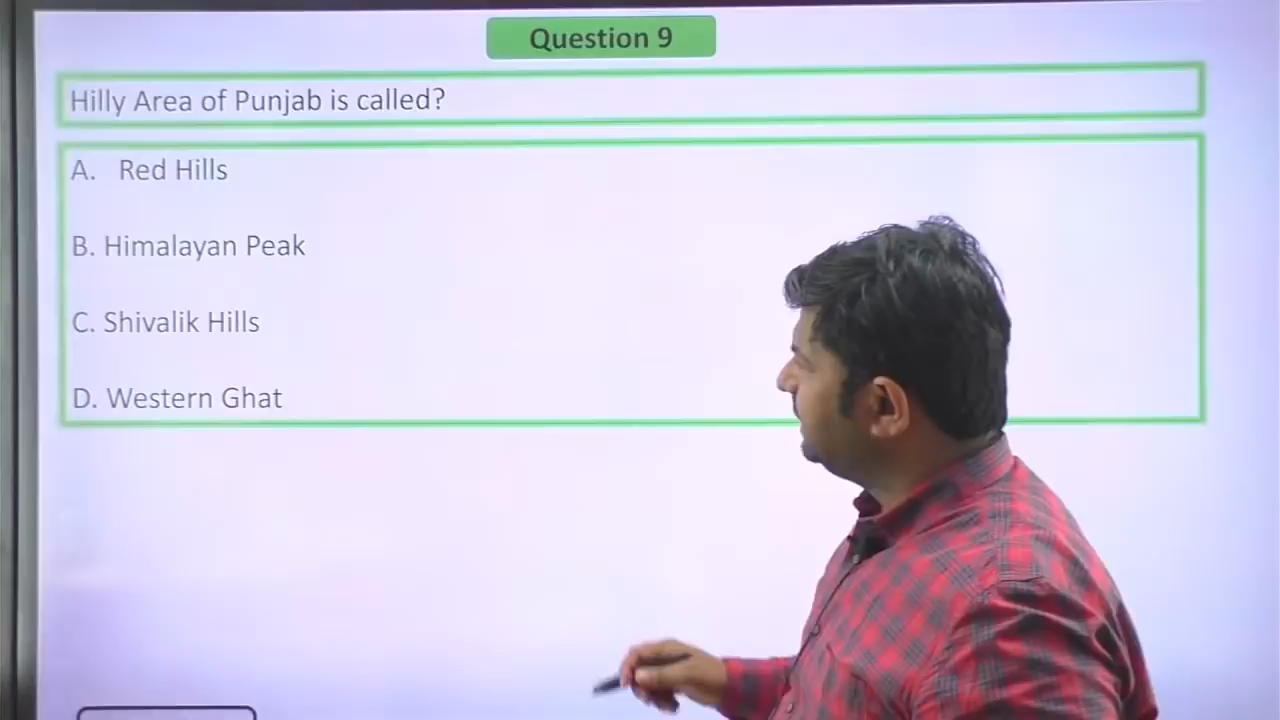 Question 9
Hilly Area of Punjab is called?
A. Red Hills
B. Himalayan Peak
C. Shivalik Hills
D. Western Ghat